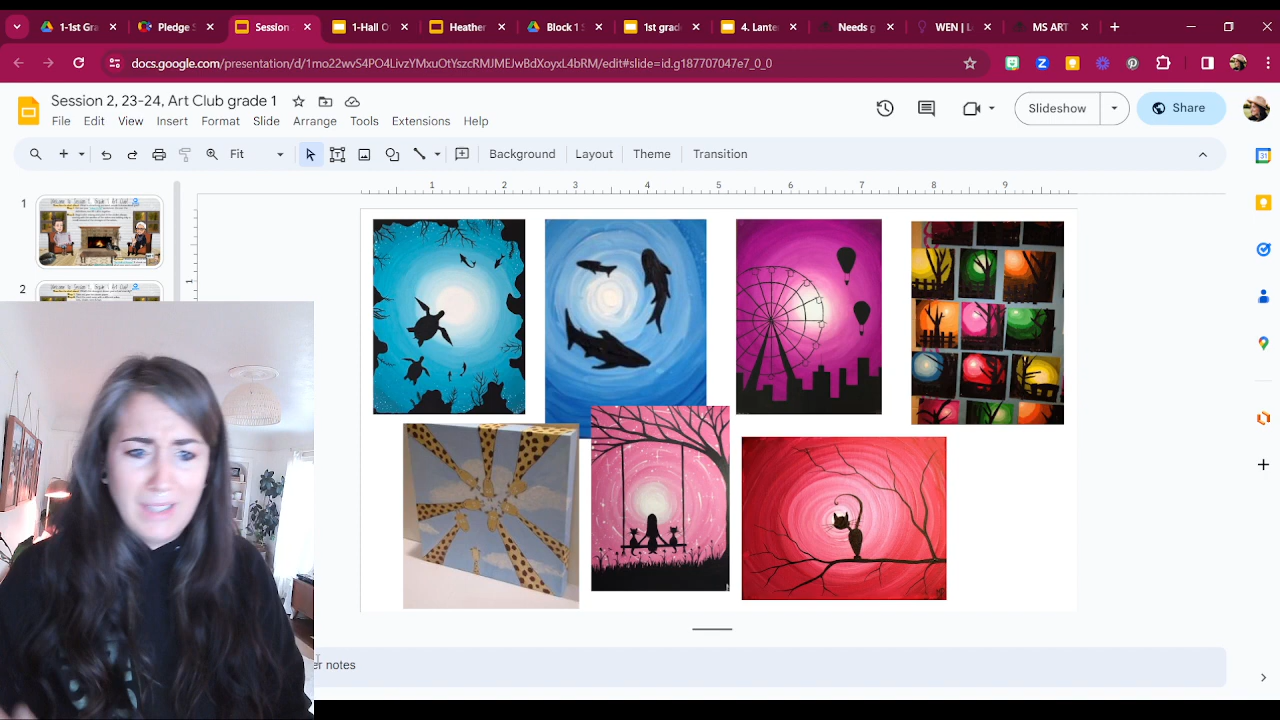 1-1st Gra
Pledge S
Session
1-Hall O
Heather
Block 1 S
1st grad
4. Lante
Needs g
WEN | L
MS ART
docs.google.com/presentation/d/1mo22wvS4PO4LivzYMxuOtYszcRMJMEJwBdXoyxL4bRM/edit#slide=id.g187707047e7_0_0
Session 2, 23-24, Art Club grade 1
File Edit View Insert Format Slide Arrange Tools Extensions Help
Slideshow
Share
Fit
Background Layout Theme Transition
1 2 3 4 5 6 7 8 9
1
1
2
er notes
31